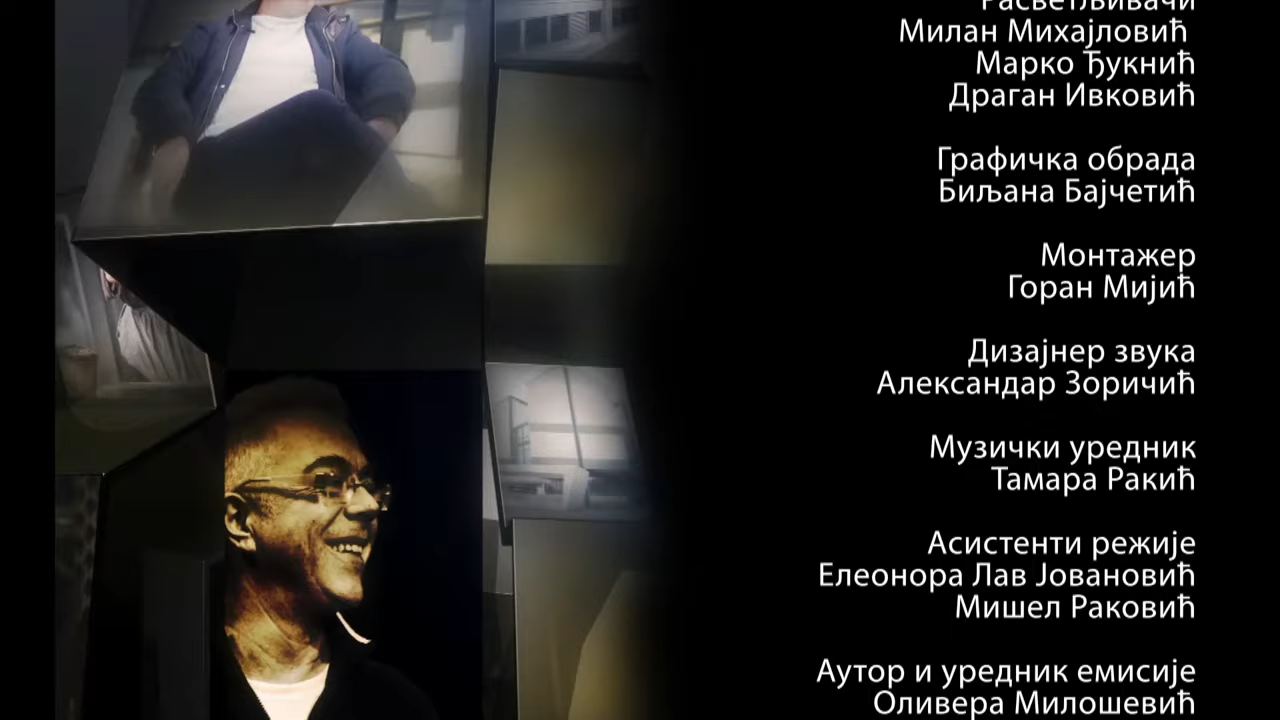 Расветљивачи
Милан Михајловић
Марко Ђукнић
Драган Ивковић
Графичка обрада
Биљана Бајчетић
Монтажер
Горан Мијић
Дизајнер звука
Александар Зоричић
Музички уредник
Тамара Ракић
Асистенти режије
Елеонора Лав Јовановић
Мишел Раковић
Аутор и уредник емисије
Оливера Милошевић